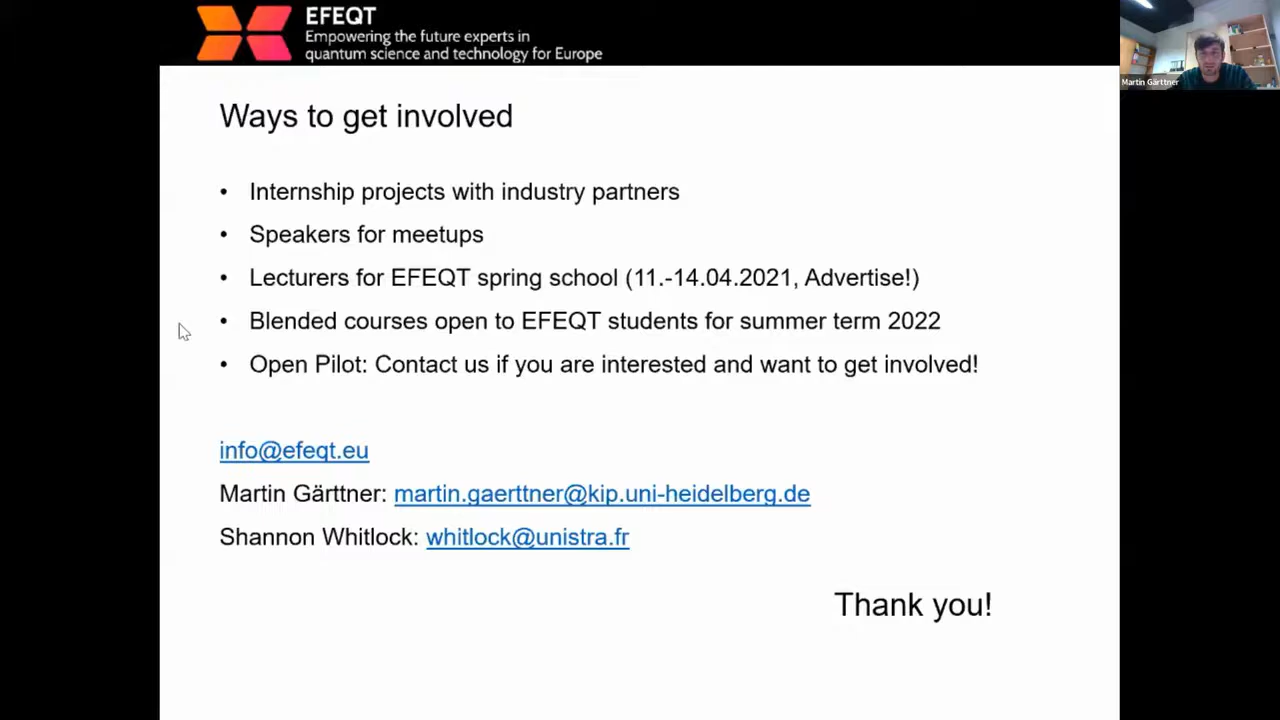 EFEQT
Empowering the future experts in
quantum science and technology for Europe
Martin Gärttner
Ways to get involved
• Internship projects with industry partners
• Speakers for meetups
• Lecturers for EFEQT spring school (11.-14.04.2021, Advertise!)
• Blended courses open to EFEQT students for summer term 2022
• Open Pilot: Contact us if you are interested and want to get involved!
info@efeqt.eu
Martin Gärttner: martin.gaerttner@kip.uni-heidelberg.de
Shannon Whitlock: whitlock@unistra.fr
Thank you!